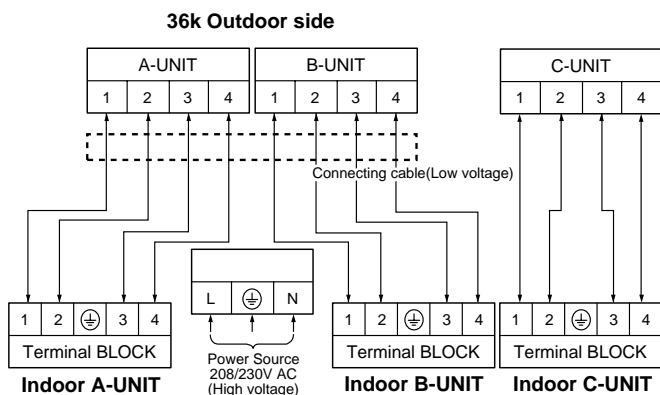 36k Outdoor side
A-UNIT
B-UNIT
C-UNIT
1 2 3 4
1 2 3 4
1 2 3 4
Connecting cable(Low voltage)
L N
1 2 3 4
Terminal BLOCK
Indoor A-UNIT
Power Source
208/230V AC
(High voltage)
1 2 3 4
Terminal BLOCK
Indoor B-UNIT
1 2 3 4
Terminal BLOCK
Indoor C-UNIT